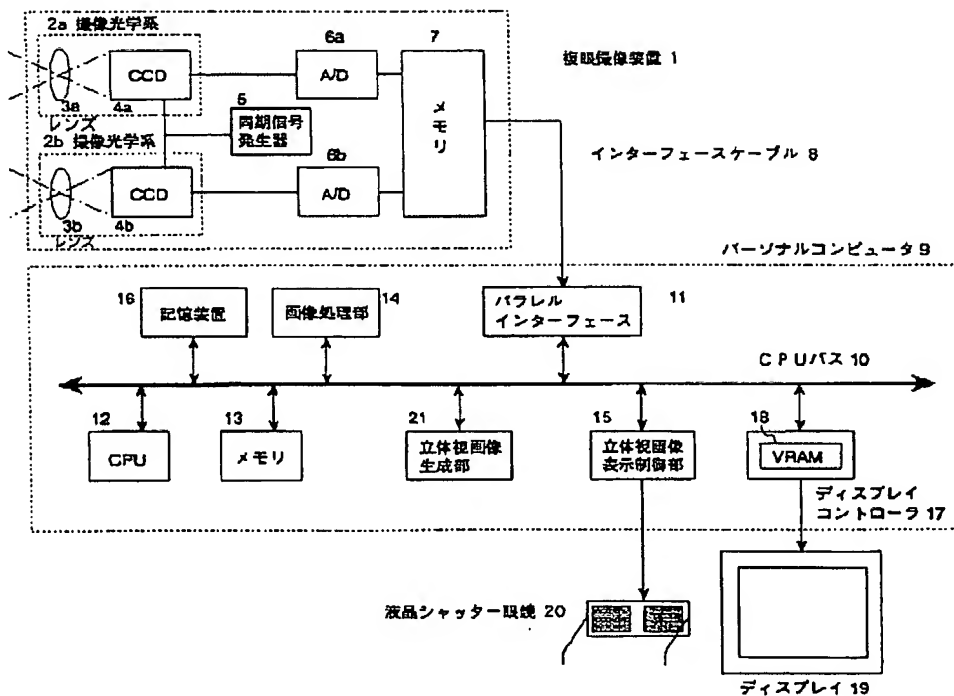 2a 撮像光学系
CCD
3a
レンズ
4a
6a
A/D
7
メモリ
5
同期信号
発生器
2b 撮像光学系
CCD
3b
レンズ
4b
6b
A/D
複眼撮像装置 1
インターフェースケーブル 8
パーソナルコンピュータ 9
16
記憶装置
14
画像処理部
パラレル
インターフェース
11
CPUバス 10
12
CPU
13
メモリ
21
立体視画像
生成部
15
立体視画像
表示制御部
18
VRAM
ディスプレイ
コントローラ 17
液晶シャッター眼鏡 20
ディスプレイ 19